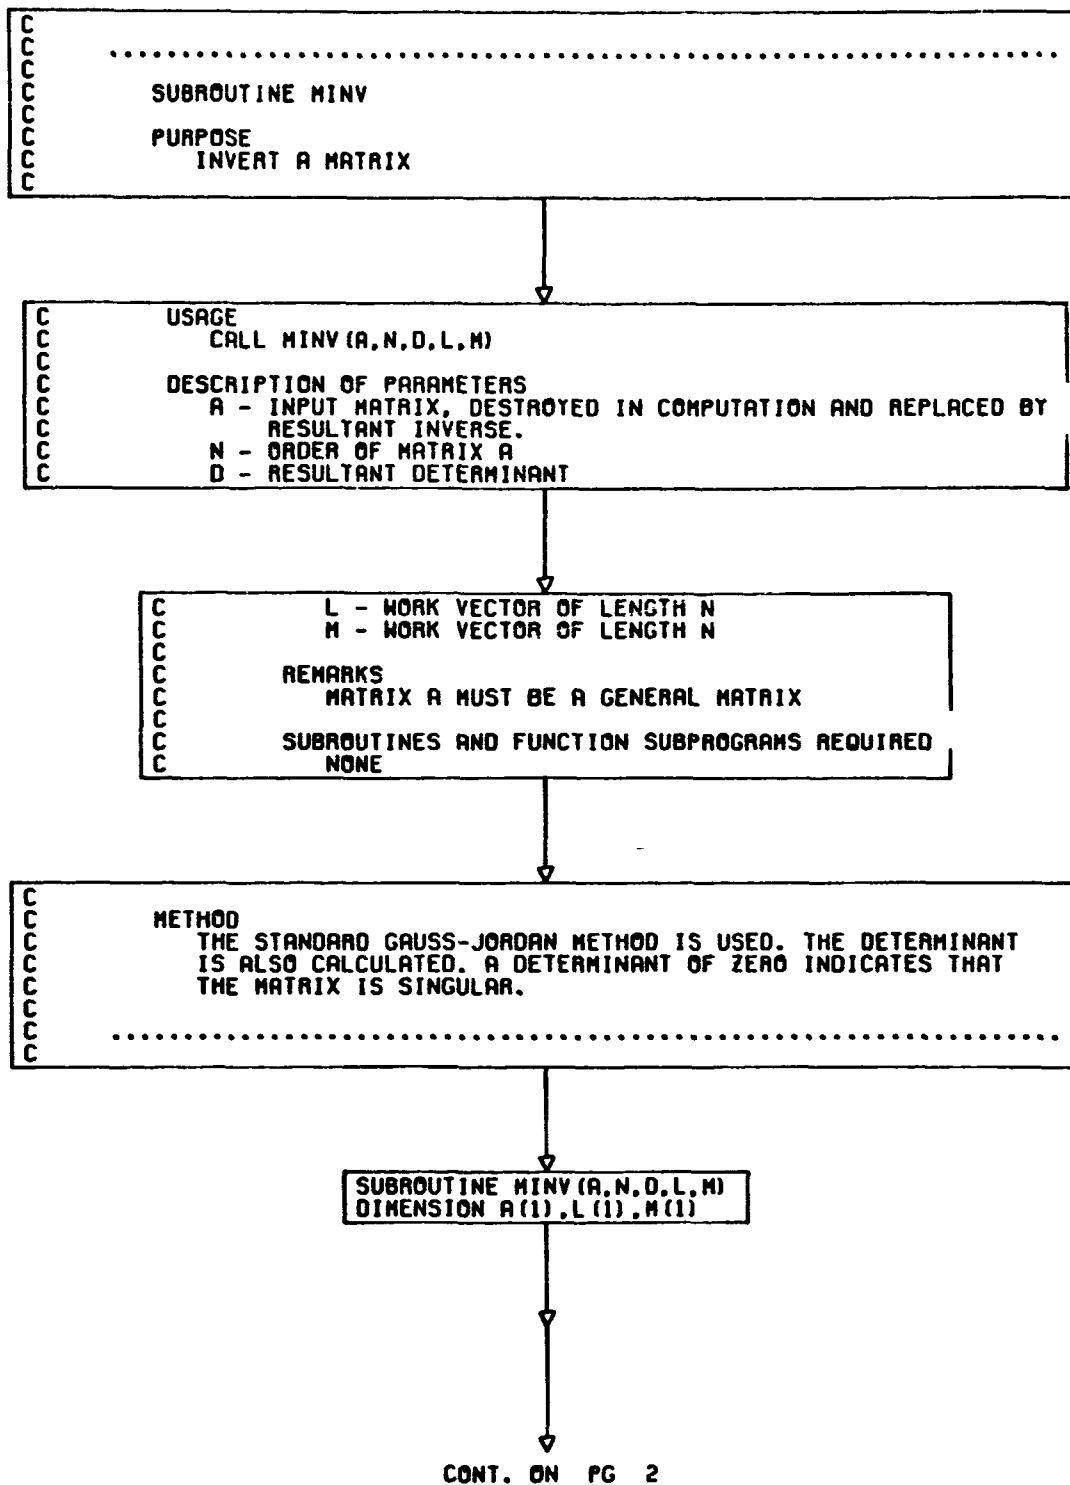 C
C ..................................................................
C
C SUBROUTINE MINV
C
C PURPOSE
C INVERT A MATRIX
C
C USAGE
C CALL MINV(A,N,D,L,M)
C
C DESCRIPTION OF PARAMETERS
C A - INPUT MATRIX, DESTROYED IN COMPUTATION AND REPLACED BY
C RESULTANT INVERSE.
C N - ORDER OF MATRIX A
C D - RESULTANT DETERMINANT
C L - WORK VECTOR OF LENGTH N
C M - WORK VECTOR OF LENGTH N
C
C REMARKS
C MATRIX A MUST BE A GENERAL MATRIX
C
C SUBROUTINES AND FUNCTION SUBPROGRAMS REQUIRED
C NONE
C
C METHOD
C THE STANDARD GAUSS-JORDAN METHOD IS USED. THE DETERMINANT
C IS ALSO CALCULATED. A DETERMINANT OF ZERO INDICATES THAT
C THE MATRIX IS SINGULAR.
C
C ..................................................................
C
SUBROUTINE MINV(A,N,D,L,M)
DIMENSION A(1),L(1),M(1)
CONT. ON PG 2